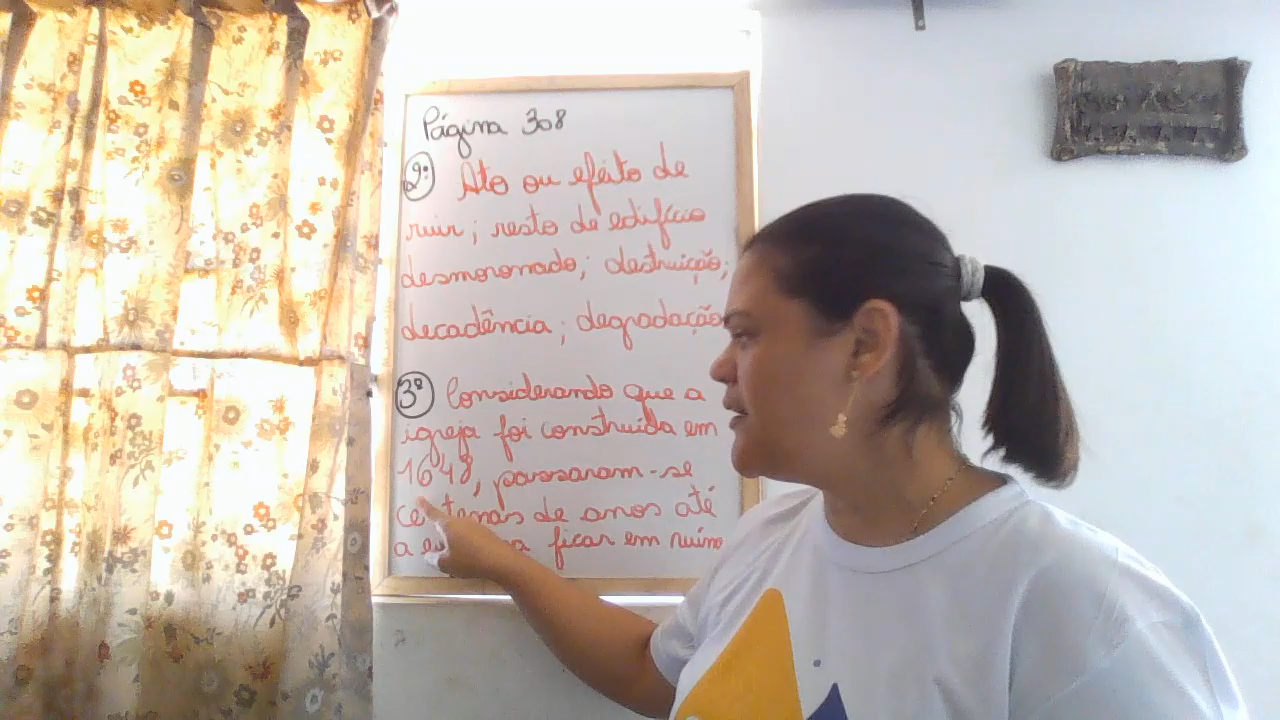 Página 308
2º Ato ou efeito de
ruir; resto de edifício
desmoronado; destruição;
decadência; degradação
3º Considerando que a
igreja foi construída em
1648, passaram-se
centenas de anos até
a ficar em ruína